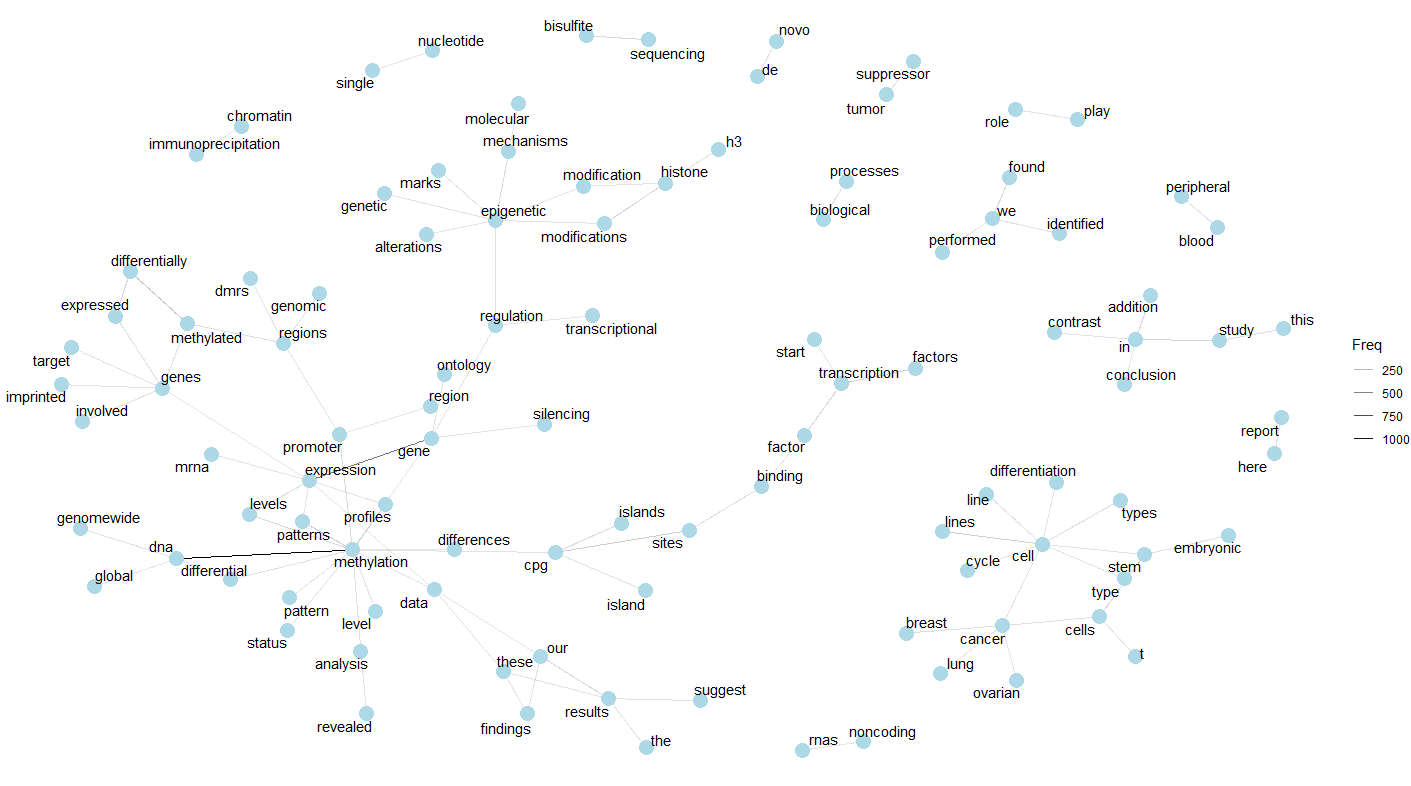 novo
bisulfite
nucleotide
sequencing
de
suppressor
single
tumor
play
chromatin
molecular
role
immunoprecipitation
mechanisms
h3
modification
histone
found
processes
marks
peripheral
genetic
epigenetic
biological
we
identified
alterations
modifications
performed
blood
differentially
dmrs
genomic
expressed
addition
regulation
contrast
this
methylated
regions
transcriptional
study
in
Freq
target
start
factors
ontology
transcription
conclusion
250
genes
imprinted
region
500
involved
silencing
750
report
promoter
gene
factor
1000
mrna
expression
binding
here
differentiation
levels
line
genomewide
profiles
islands
types
patterns
lines
dna
differences
sites
embryonic
methylation
cpg
cell
cycle
stem
global
differential
type
pattern
data
island
level
breast
cells
status
cancer
our
t
analysis
these
lung
suggest
ovarian
results
revealed
findings
noncoding
the
rnas